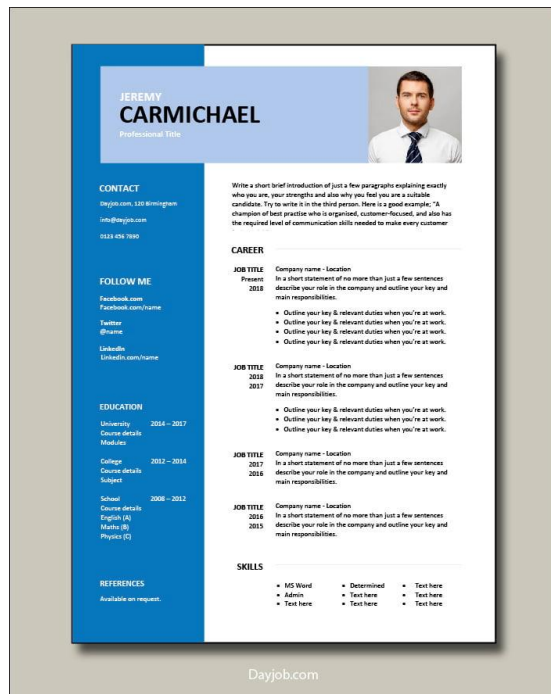 JEREMY
CARMICHAEL
Professional Title
CONTACT
Dayjob.com, 120 Birmingham
info@dayjob.com
0123 456 7890
FOLLOW ME
Facebook.com
Facebook.com/name
Twitter
@name
LinkedIn
Linkedin.com/name
EDUCATION
University 2014 – 2017
Course details
Modules
College 2012 – 2014
Course details
Subject
School 2008 – 2012
Course details
English (A)
Maths (B)
Physics (C)
REFERENCES
Available on request.
Write a short brief introduction of just a few paragraphs explaining exactly
who you are, your strengths and also why you feel you are a suitable
candidate. Try to write it in the third person. Here is a good example; "A
champion of best practise who is organised, customer-focused, and also has
the required level of communication skills needed to make every customer
CAREER
JOB TITLE Company name - Location
Present In a short statement of no more than just a few sentences
2018 describe your role in the company and outline your key and
main responsibilities.
• Outline your key & relevant duties when you're at work.
• Outline your key & relevant duties when you're at work.
• Outline your key & relevant duties when you're at work.
• Outline your key & relevant duties when you're at work.
JOB TITLE Company name - Location
2018 In a short statement of no more than just a few sentences
2017 describe your role in the company and outline your key and
main responsibilities.
• Outline your key & relevant duties when you're at work.
• Outline your key & relevant duties when you're at work.
• Outline your key & relevant duties when you're at work.
JOB TITLE Company name - Location
2017 In a short statement of no more than just a few sentences
2016 describe your role in the company and outline your key and
main responsibilities.
JOB TITLE Company name - Location
2016 In a short statement of no more than just a few sentences
2015 describe your role in the company and outline your key and
main responsibilities.
SKILLS
• MS Word • Determined • Text here
• Admin • Text here • Text here
• Text here • Text here • Text here
Dayjob.com